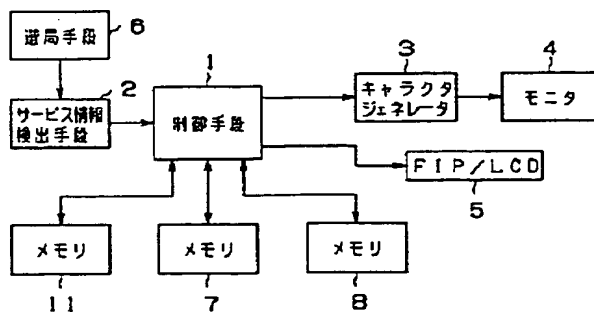 6
選局手段
2
サービス情報
検出手段
1
制御手段
3
キャラクタ
ジェネレータ
4
モニタ
FIP/LCD
5
メモリ
11
メモリ
7
メモリ
8